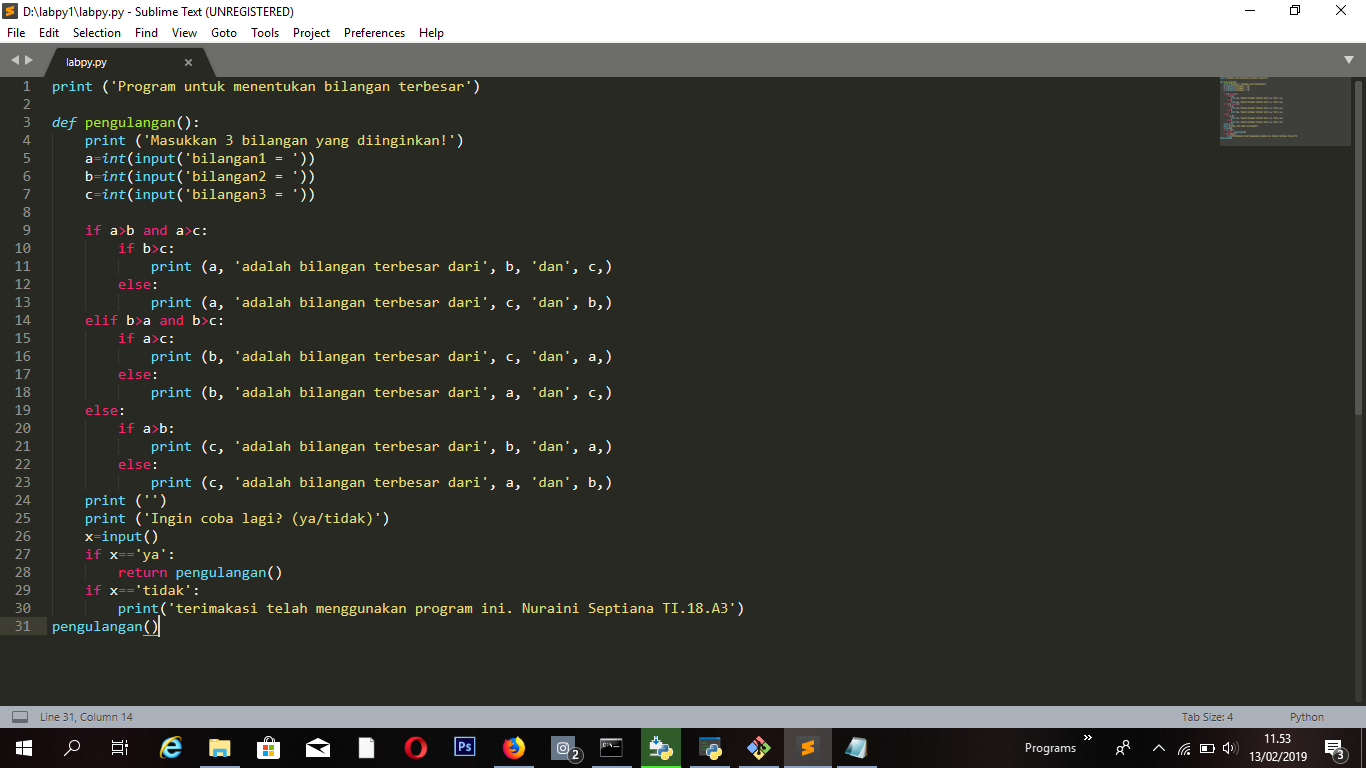 D:\labpy1\labpy.py - Sublime Text (UNREGISTERED)
File Edit Selection Find View Goto Tools Project Preferences Help
labpy.py
1 print ('Program untuk menentukan bilangan terbesar')
2
3 def pengulangan():
4     print ('Masukkan 3 bilangan yang diinginkan!')
5     a=int(input('bilangan1 = '))
6     b=int(input('bilangan2 = '))
7     c=int(input('bilangan3 = '))
8
9     if a>b and a>c:
10         if b>c:
11             print (a, 'adalah bilangan terbesar dari', b, 'dan', c,)
12         else:
13             print (a, 'adalah bilangan terbesar dari', c, 'dan', b,)
14     elif b>a and b>c:
15         if a>c:
16             print (b, 'adalah bilangan terbesar dari', c, 'dan', a,)
17         else:
18             print (b, 'adalah bilangan terbesar dari', a, 'dan', c,)
19     else:
20         if a>b:
21             print (c, 'adalah bilangan terbesar dari', b, 'dan', a,)
22         else:
23             print (c, 'adalah bilangan terbesar dari', a, 'dan', b,)
24     print ('')
25     print ('Ingin coba lagi? (ya/tidak)')
26     x=input()
27     if x=='ya':
28         return pengulangan()
29     if x=='tidak':
30         print('terimakasi telah menggunakan program ini. Nuraini Septiana TI.18.A3')
31 pengulangan()
Line 31, Column 14 Tab Size: 4 Python
Ps 2 Programs 11.53
13/02/2019 3